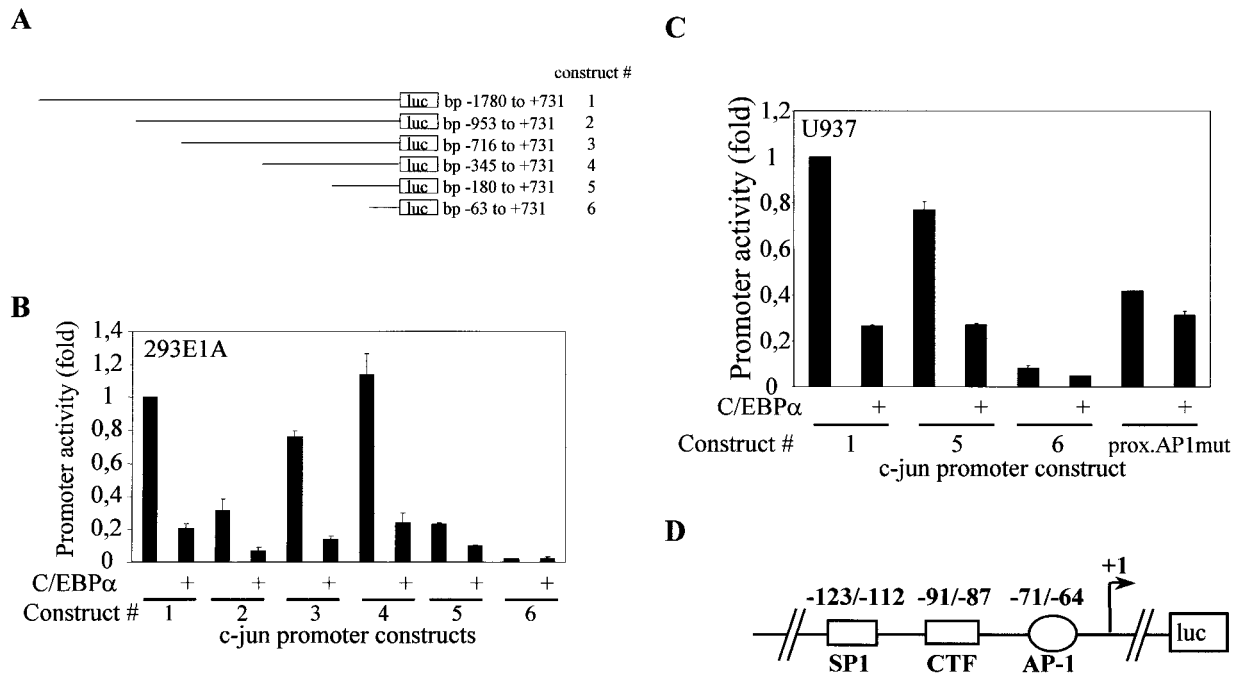 A
construct #
luc bp -1780 to +731 1
luc bp -953 to +731 2
luc bp -716 to +731 3
luc bp -345 to +731 4
luc bp -180 to +731 5
luc bp -63 to +731 6
B
293E1A
Promoter activity (fold)
1,4
1,2
1
0,8
0,6
0,4
0,2
0
C/EBPα + + + + + +
Construct # 1 2 3 4 5 6
c-jun promoter constructs
C
U937
Promoter activity (fold)
1,2
1
0,8
0,6
0,4
0,2
0
C/EBPα + + + +
Construct # 1 5 6 prox.AP1mut
c-jun promoter construct
D
+1
-123/-112 -91/-87 -71/-64
luc
SP1 CTF AP-1